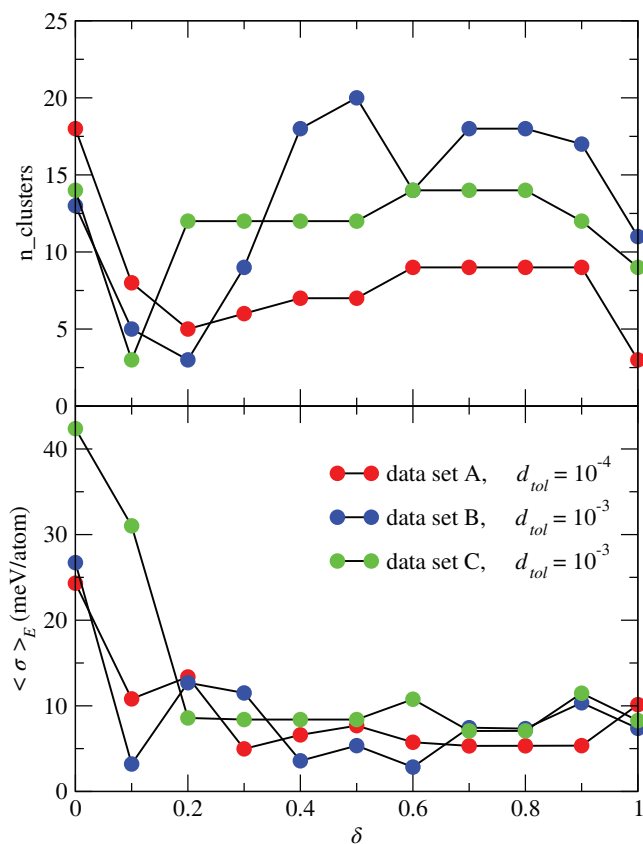 25
20
15
10
5
0
n_clusters
40
30
20
10
0
< σ >E (meV/atom)
data set A, dtol = 10-4
data set B, dtol = 10-3
data set C, dtol = 10-3
0 0.2 0.4 0.6 0.8 1
δ